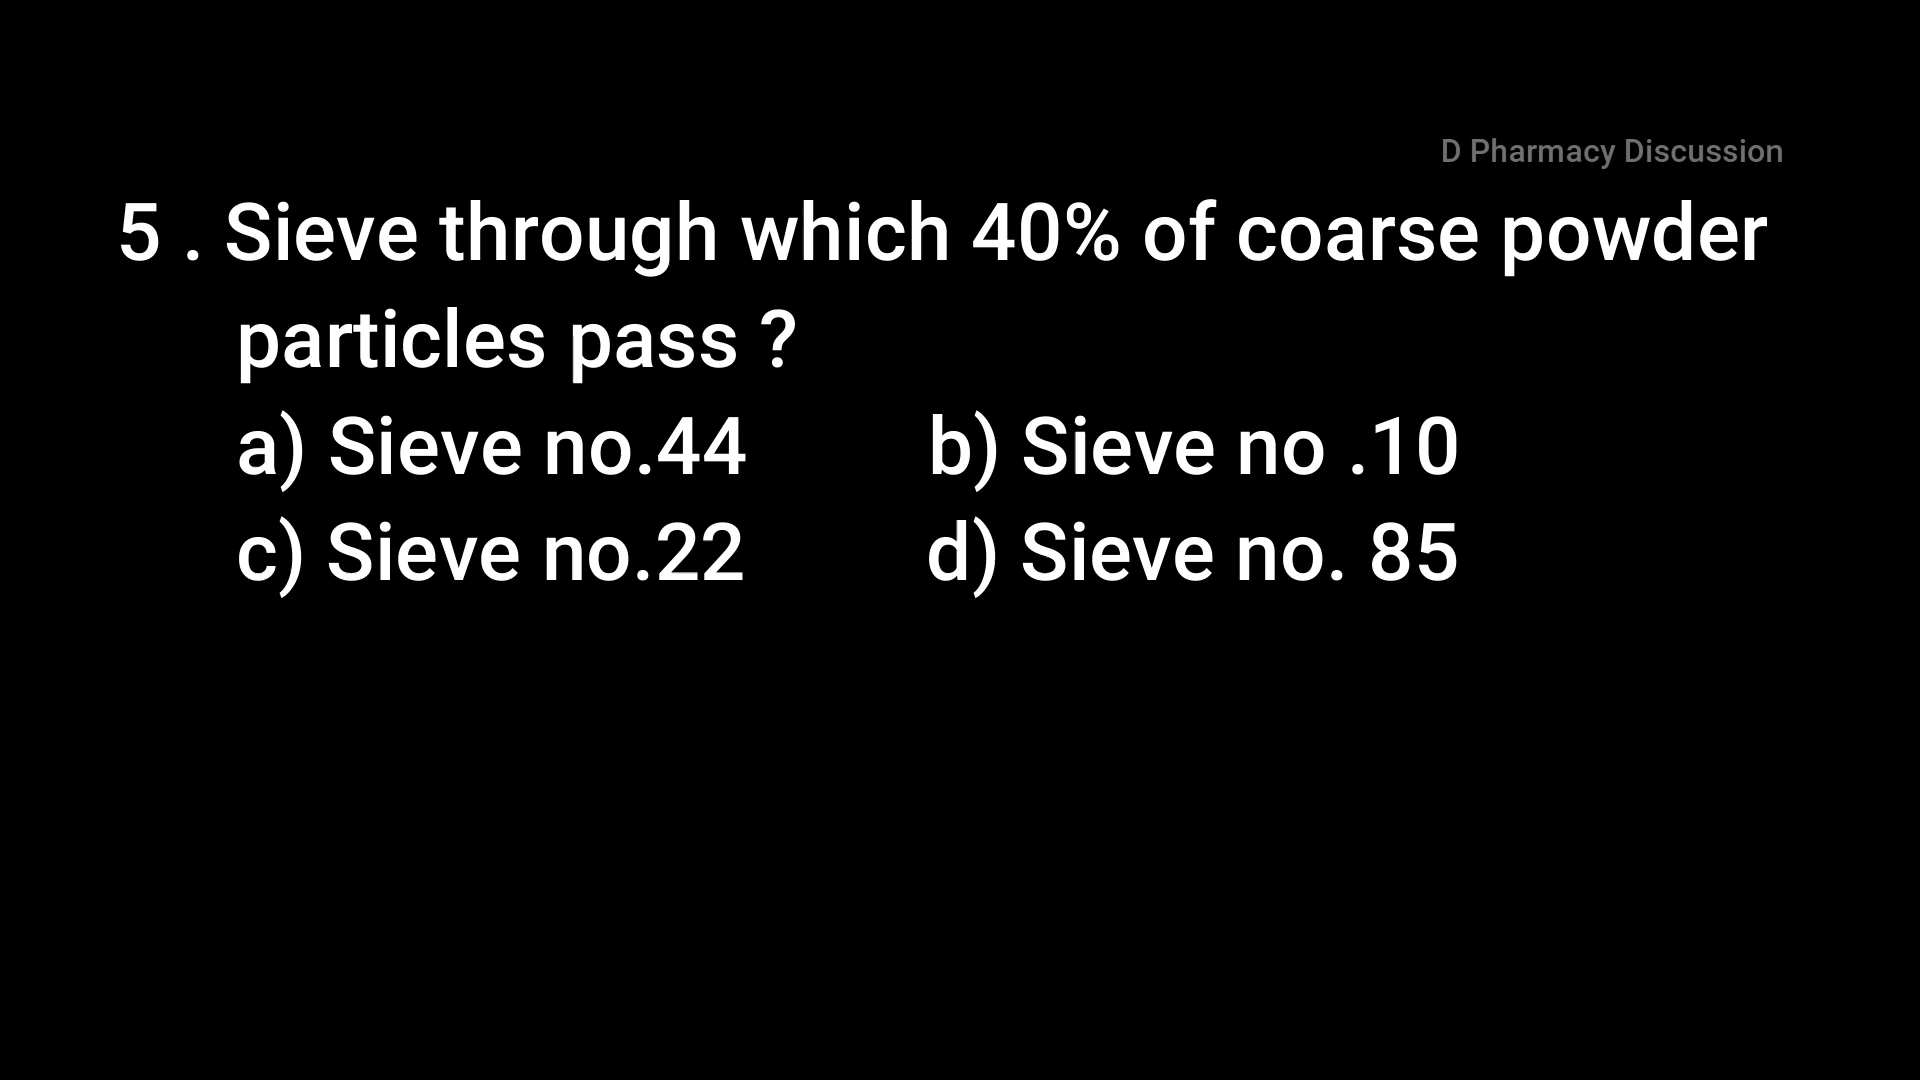 D Pharmacy Discussion
5 . Sieve through which 40% of coarse powder
particles pass ?
a) Sieve no.44 b) Sieve no .10
c) Sieve no.22 d) Sieve no. 85